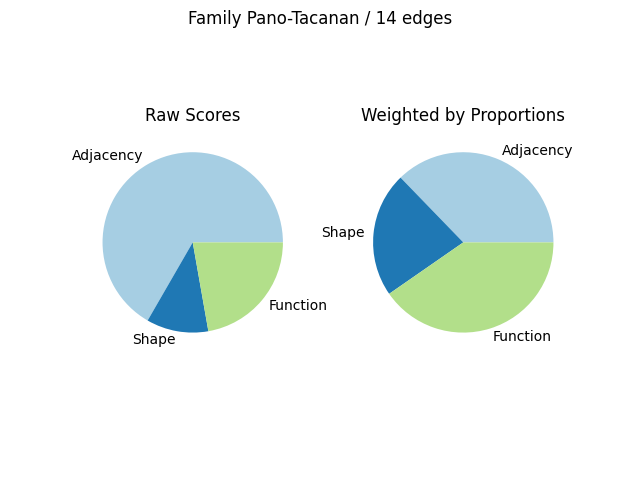 Family Pano-Tacanan / 14 edges
Raw Scores
Adjacency
Shape
Function
Weighted by Proportions
Adjacency
Shape
Function